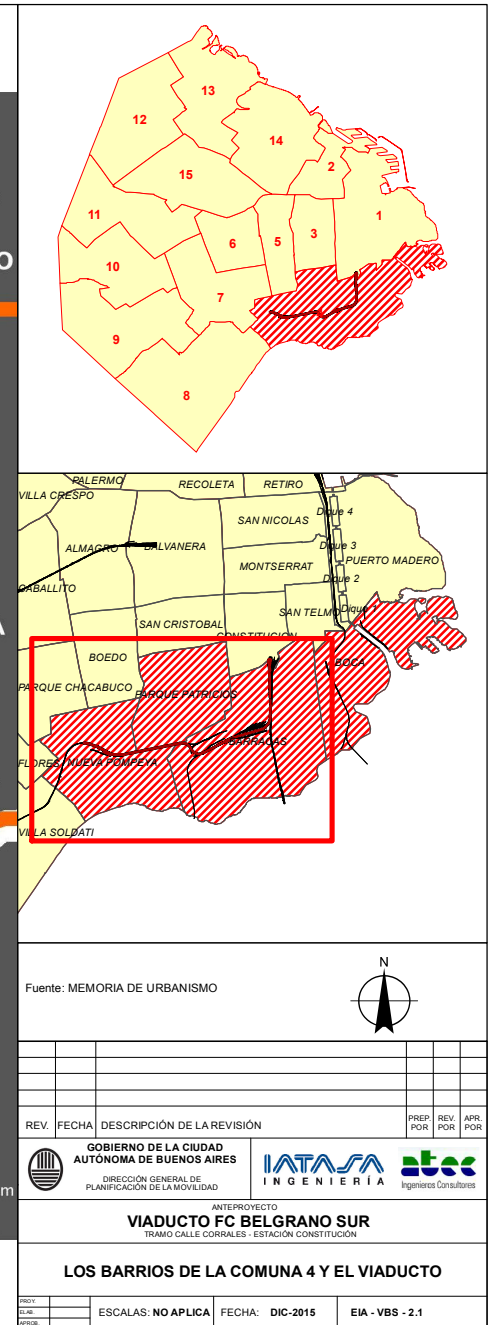 13
12
14
2
15
1
11
6
5
3
10
7
9
8
PALERMO
RECOLETA
RETIRO
VILLA CRESPO
Dique 4
SAN NICOLAS
ALMAGRO
BALVANERA
Dique 3
PUERTO MADERO
MONTSERRAT
Dique 2
CABALLITO
SAN TELMO
Dique 1
SAN CRISTOBAL
CONSTITUCION
BOEDO
BOCA
PARQUE CHACABUCO
PARQUE PATRICIOS
BARRACAS
FLORES
NUEVA POMPEYA
VILLA SOLDATI
Fuente: MEMORIA DE URBANISMO
N
REV. FECHA DESCRIPCIÓN DE LA REVISIÓN PREP. POR REV. POR APR. POR
GOBIERNO DE LA CIUDAD
AUTÓNOMA DE BUENOS AIRES
DIRECCIÓN GENERAL DE
PLANIFICACIÓN DE LA MOVILIDAD
IATASA
INGENIERÍA
atec
Ingenieros Consultores
ANTEPROYECTO
VIADUCTO FC BELGRANO SUR
TRAMO CALLE CORRALES - ESTACIÓN CONSTITUCIÓN
LOS BARRIOS DE LA COMUNA 4 Y EL VIADUCTO
PROY.
ELAB.
APROB.
ESCALAS: NO APLICA FECHA: DIC-2015 EIA - VBS - 2.1